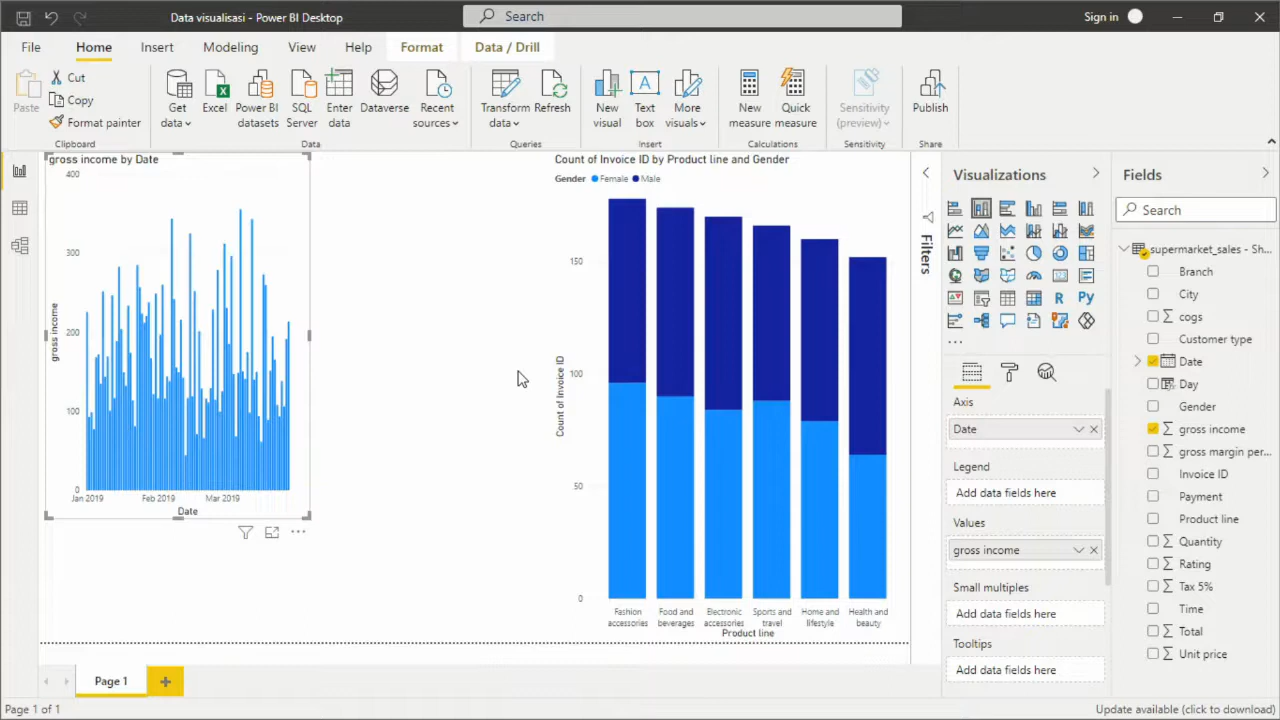 Data visualisasi - Power BI Desktop
Search
Sign in
File Home Insert Modeling View Help Format Data / Drill
Paste
Cut
Copy
Format painter
Clipboard
Get data
Excel
Power BI datasets
SQL Server
Enter data
Dataverse
Recent sources
Data
Transform data
Refresh
Queries
New visual
Text box
More visuals
Insert
New measure
Quick measure
Calculations
Sensitivity (preview)
Sensitivity
Publish
Share
gross income by Date
400
300
200
100
0
gross income
Jan 2019 Feb 2019 Mar 2019
Date
Count of Invoice ID by Product line and Gender
Gender Female Male
150
100
50
0
Count of Invoice ID
Fashion accessories
Food and beverages
Electronic accessories
Sports and travel
Home and lifestyle
Health and beauty
Product line
Filters
Visualizations
R Py
Axis
Date
Legend
Add data fields here
Values
gross income
Small multiples
Add data fields here
Tooltips
Add data fields here
Fields
Search
supermarket_sales - Sh...
Branch
City
cogs
Customer type
Date
Day
Gender
gross income
gross margin per...
Invoice ID
Payment
Product line
Quantity
Rating
Tax 5%
Time
Total
Unit price
Page 1
Page 1 of 1
Update available (click to download)